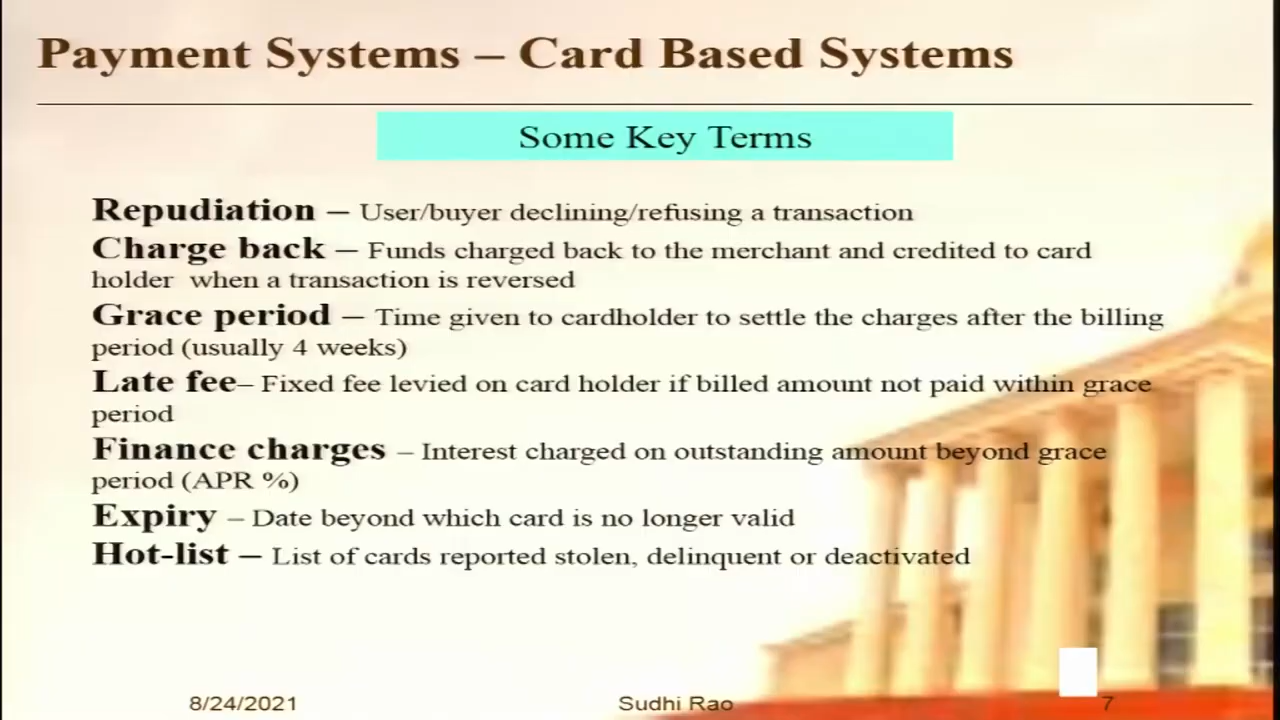 Payment Systems – Card Based Systems
Some Key Terms
Repudiation – User/buyer declining/refusing a transaction
Charge back – Funds charged back to the merchant and credited to card
holder when a transaction is reversed
Grace period – Time given to cardholder to settle the charges after the billing
period (usually 4 weeks)
Late fee– Fixed fee levied on card holder if billed amount not paid within grace
period
Finance charges – Interest charged on outstanding amount beyond grace
period (APR %)
Expiry – Date beyond which card is no longer valid
Hot-list – List of cards reported stolen, delinquent or deactivated
8/24/2021 Sudhi Rao 7